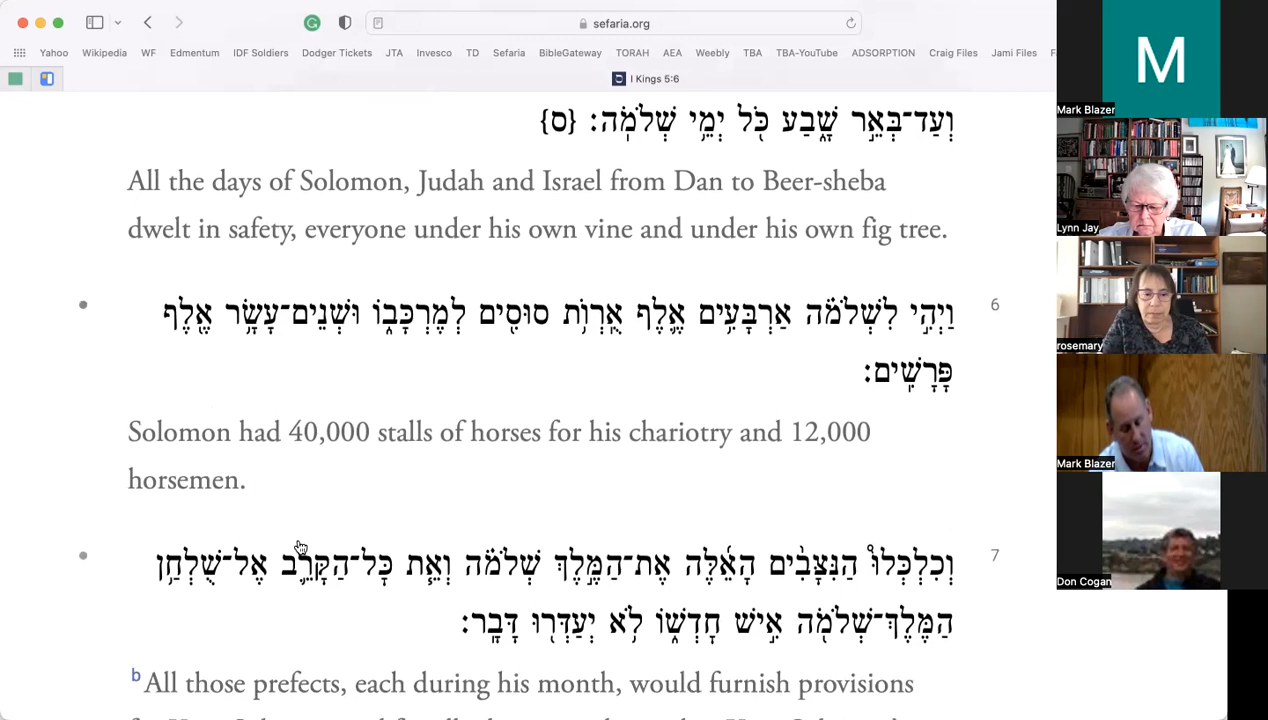 sefaria.org
Yahoo Wikipedia WF Edmentum IDF Soldiers Dodger Tickets JTA Invesco TD Sefaria BibleGateway TORAH AEA Weebly TBA TBA-YouTube ADSORPTION Craig Files Jami Files
I Kings 5:6
וְעַד־בְּאֵ֣ר שָׁ֑בַע כֹּ֖ל יְמֵ֥י שְׁלֹמֹֽה׃ {ס}
All the days of Solomon, Judah and Israel from Dan to Beer-sheba
dwelt in safety, everyone under his own vine and under his own fig tree.
6
וַיְהִ֣י לִשְׁלֹמֹ֗ה אַרְבָּעִ֥ים אֶ֛לֶף אֻרְוֺ֥ת סוּסִ֖ים לְמֶרְכָּב֑וֹ וּשְׁנֵים־עָשָׂ֥ר אֶ֖לֶף
פָּרָשִֽׁים׃
Solomon had 40,000 stalls of horses for his chariotry and 12,000
horsemen.
7
וְכִלְכְּלוּ֩ הַנִּצָּבִ֨ים הָאֵ֜לֶּה אֶת־הַמֶּ֣לֶךְ שְׁלֹמֹ֗ה וְאֵ֧ת כׇּל־הַקָּרֵ֛ב אֶל־שֻׁלְחַ֥ן
הַמֶּֽלֶךְ־שְׁלֹמֹ֖ה אִ֣ישׁ חׇדְשׁ֑וֹ לֹ֥א יְעַדְּר֖וּ דָּבָֽר׃
b All those prefects, each during his month, would furnish provisions
M
Mark Blazer
Lynn Jay
rosemary
Mark Blazer
Don Cogan